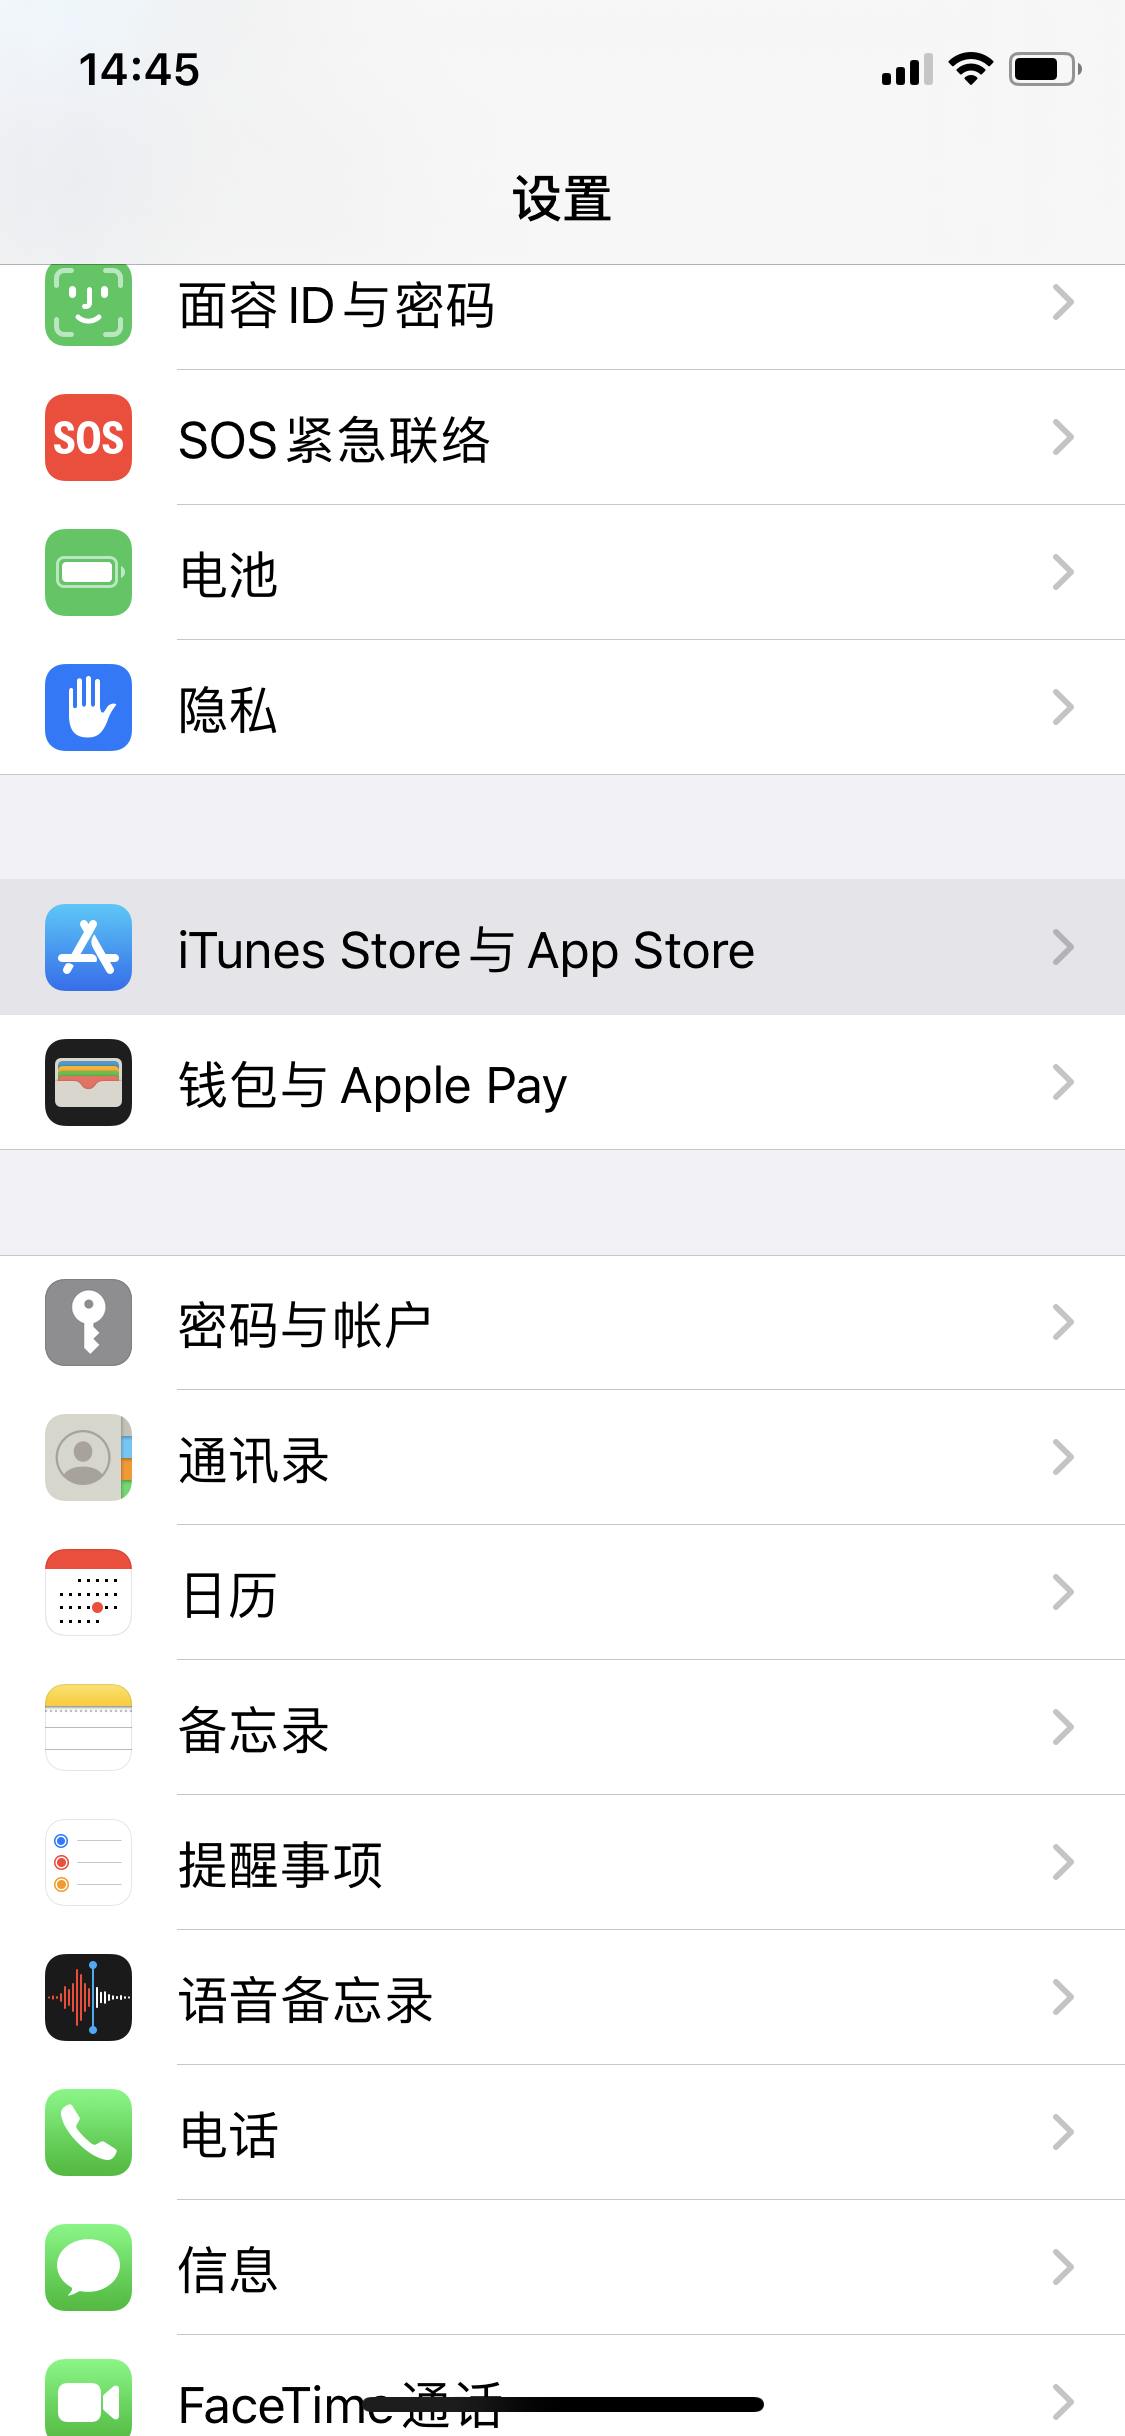 14:45
设置
面容 ID 与密码
SOS
SOS 紧急联络
电池
隐私
iTunes Store 与 App Store
钱包与 Apple Pay
密码与帐户
通讯录
日历
备忘录
提醒事项
语音备忘录
电话
信息
FaceTime 通话